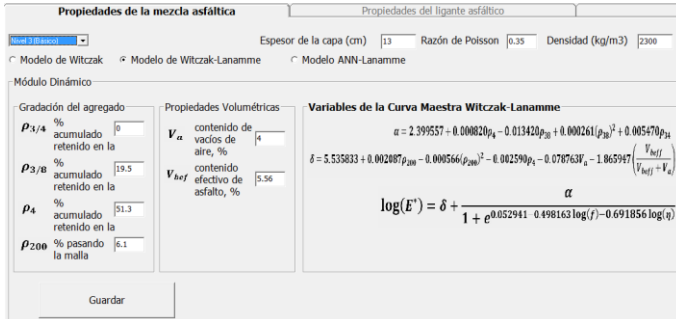 Propiedades de la mezcla asfáltica
Propiedades del ligante asfáltico
Nivel 3 (Básico)
Espesor de la capa (cm) 13 Razón de Poisson 0.35 Densidad (kg/m3) 2300
Modelo de Witczak Modelo de Witczak-Lanamme Modelo ANN-Lanamme
Módulo Dinámico
Gradación del agregado
ρ3/4 % acumulado retenido en la 0
ρ3/8 % acumulado retenido en la 19.5
ρ4 % acumulado retenido en la 51.3
ρ200 % pasando la malla 6.1
Propiedades Volumétricas
Va contenido de vacíos de aire, % 4
Vbef contenido efectivo de asfalto, % 5.56
Variables de la Curva Maestra Witczak-Lanamme
α = 2.399557 + 0.000820ρ4 - 0.013420ρ38 + 0.000261(ρ38)² + 0.005470ρ34
δ = 5.535833 + 0.002087ρ200 - 0.000566(ρ200)² - 0.002590ρ4 - 0.078763Va - 1.865947(Vbeff / (Vbeff + Va))
log(E*) = δ + α / (1 + e^(0.052941-0.498163 log(f)-0.691856 log(η)))
Guardar